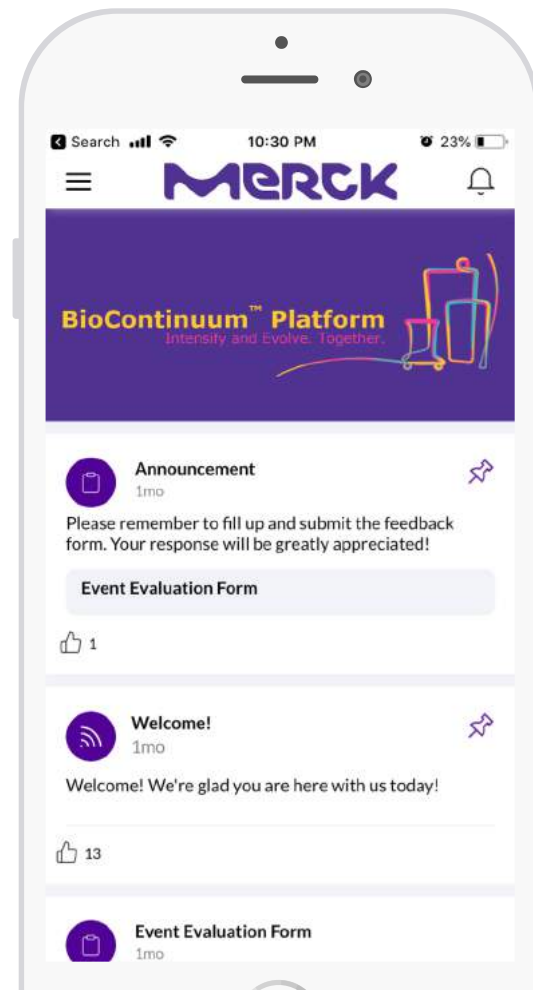 Search 10:30 PM 23%
MERCK
BioContinuum™ Platform
Intensify and Evolve. Together.
Announcement
1mo
Please remember to fill up and submit the feedback
form. Your response will be greatly appreciated!
Event Evaluation Form
1
Welcome!
1mo
Welcome! We're glad you are here with us today!
13
Event Evaluation Form
1mo